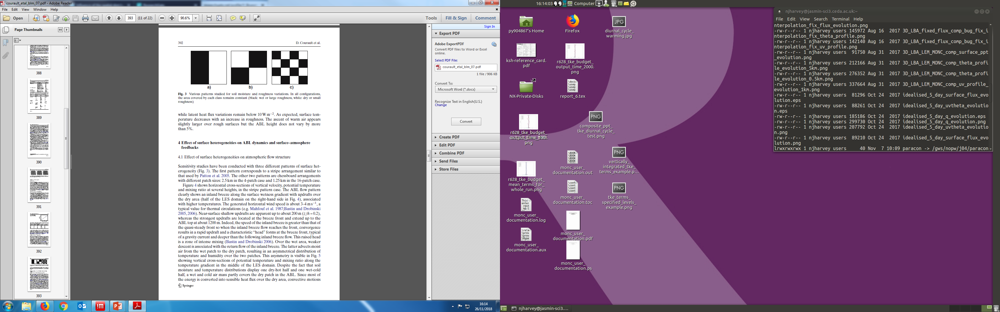 courault_etal_blm_07.pdf - Adobe Reader
File Edit View Window Help
Open
393 (11 of 22)
90.6%
Tools Fill & Sign Comment
Sign In
Page Thumbnails
388
389
390
391
392
393
392 D. Courault et al.
a) b) c)
Fig. 3 Various patterns studied for soil moisture and roughness variations. In all configurations,
the area covered by each class remains constant (black: wet or large roughness, white: dry or small
roughness)
while latent heat flux variations remain below 10 W m−2. As expected, surface tem-
perature decreases with an increase in roughness. The ascent of warm air appears
slightly larger over rough surfaces but the ABL height does not vary by more
than 5%.
4 Effect of surface heterogeneities on ABL dynamics and surface–atmosphere
feedbacks
4.1 Effect of surface heterogeneities on atmospheric flow structure
Sensitivity studies have been conducted with three different patterns of surface het-
erogeneity (Fig. 3). The first pattern corresponds to a stripe arrangement similar to
that used by Patton et al. 2005. The other two patterns are chessboard arrangements
with different patch sizes: 2.5 km in the 4-patch case and 1.25 km in the 16-patch case.
Figure 4 shows horizontal cross-sections of vertical velocity, potential temperature
and mixing ratio at several heights, in the stripe pattern case. The ABL flow pattern
clearly shows an inland breeze along the surface wetness gradient with updrafts over
the dry area (half of the LES domain on the right-hand side in Fig. 4), associated
with higher temperatures. The generated horizontal wind speed is about 3–4 m s−1, a
typical value for thermal circulations (e.g. Mahfouf et al. 1987;Bastin and Drobinski
2005, 2006). Near-surface shallow updrafts are apparent up to about 200 m (z/h = 0.2),
whereas the strongest updrafts are located at the breeze front and extend up to the
ABL top at about 1200 m. Indeed, the speed of the inland breeze is greater than that of
the quasi-steady front so when the inland breeze flow reaches the front, convergence
results in a rapid updraft and a characteristic “head” forms at the breeze front, typical
of a gravity current and deeper than the following inland breeze flow. This raised head
is a zone of intense mixing (Bastin and Drobinski 2006). Over the wet area, weaker
descent is associated with the return flow of the inland breeze. The latter advects moist
air from the wet patch to the dry patch, resulting in an asymmetrical distribution of
temperature and humidity over the two patches. This asymmetry is visible in Fig. 5
showing vertical cross-sections of potential temperature and mixing ratio along the
temperature gradient in the middle of the LES domain. Despite the fact that soil
moisture and temperature distributions display one dry-hot half and one wet-cold
half, a wet and cold air mass partly covers the dry patch in the ABL. Since most of
the energy is converted into sensible heat flux over the dry area, convective motions
Springer
Export PDF
Adobe ExportPDF
Convert PDF files to Word or Excel
online.
Select PDF File:
courault_etal_blm_07.pdf
1 file / 906 KB
Convert To:
Microsoft Word (*.docx)
Recognize Text in English(U.S.)
Change
Convert
Create PDF
Edit PDF
Combine PDF
Send Files
Store Files
16:14
26/11/2018
16:14:03 Computer
py904867's Home
Firefox
JPG
diurnal_cycle_
warming.jpg
ksh-reference_card.
pdf
r628_tke_budget_
output_time_2000.
png
NX-Private-Disks
report_6.tex
r628_tke_budget_
png
PNG
composite_ppt_
tke_diurnal_cycle_
test.png
r628_tke_budget_
mean_terms_for_
whole_run.png
monc_user_
documentation.out
PNG
vertically_
integrated_tke_
terms_example.p...
monc_user_
documentation.toc
PNG
tke_terms_
specified_levels_
example.png
monc_user_
documentation.log
monc_user_
documentation.pdf
monc_user_
documentation.aux
monc_user_
documentation.ps
njharvey@jasmin-sci3.ceda.ac.uk:~
File Edit View Search Terminal Help
nterpolation_fix_flux_evolution.png
-rw-r--r-- 1 njharvey users 145972 Aug 16 2017 3D_LBA_fixed_flux_comp_bug_fix_i
nterpolation_fix_theta_profile.png
-rw-r--r-- 1 njharvey users 142140 Aug 16 2017 3D_LBA_fixed_flux_comp_bug_fix_i
nterpolation_fix_uv_profile.png
-rw-r--r-- 1 njharvey users 91750 Aug 31 2017 3D_LBA_LEM_MONC_comp_surface_ppt
_evolution.png
-rw-r--r-- 1 njharvey users 212166 Aug 31 2017 3D_LBA_LEM_MONC_comp_theta_profi
le_evolution_5km.png
-rw-r--r-- 1 njharvey users 276352 Aug 31 2017 3D_LBA_LEM_MONC_comp_theta_profi
le_evolution_0.5km.png
-rw-r--r-- 1 njharvey users 337664 Aug 31 2017 3D_LBA_LEM_MONC_comp_uv_profile_
evolution_1km.png
-rw-r--r-- 1 njharvey users 81296 Oct 24 2017 idealised_5_day_surface_flux_evo
lution.eps
-rw-r--r-- 1 njharvey users 88261 Oct 24 2017 idealised_5_day_uvtheta_evolutio
n.eps
-rw-r--r-- 1 njharvey users 185186 Oct 24 2017 idealised_5_day_q_evolution.eps
-rw-r--r-- 1 njharvey users 299730 Oct 24 2017 idealised_5_day_q_evolution.png
-rw-r--r-- 1 njharvey users 207792 Oct 24 2017 idealised_5_day_uvtheta_evolutio
n.png
-rw-r--r-- 1 njharvey users 89210 Oct 24 2017 idealised_5_day_surface_flux_evo
lution.png
lrwxrwxrwx 1 njharvey users 40 Nov 7 10:09 paracon -> /gws/nopw/j04/paracon
njharvey@jasmin-sci3....